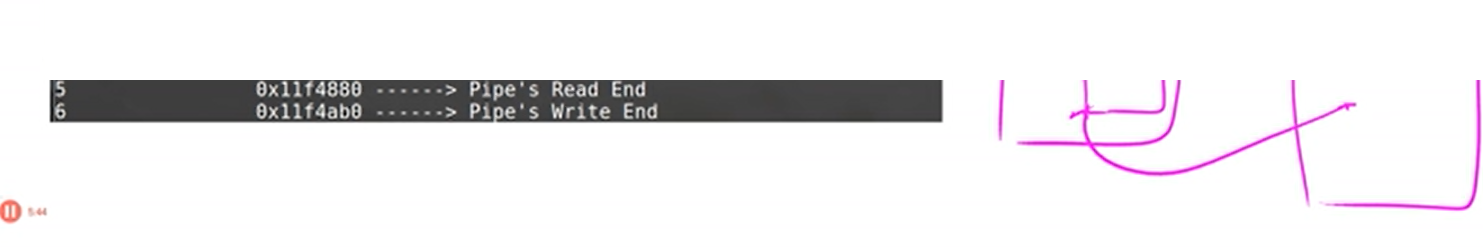 5 0x11f4880 ------> Pipe's Read End
6 0x11f4ab0 ------> Pipe's Write End
5:44